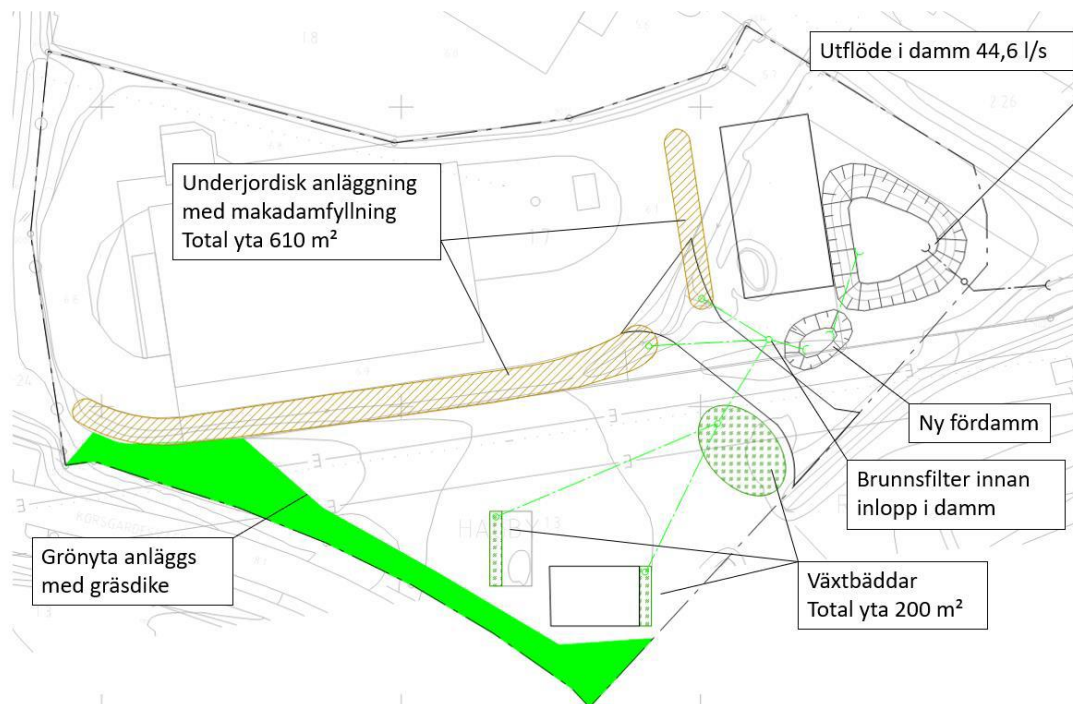 Utflöde i damm 44,6 l/s
Underjordisk anläggning
med makadamfyllning
Total yta 610 m²
Ny fördamm
Brunnsfilter innan
inlopp i damm
Grönyta anläggs
med gräsdike
Växtbäddar
Total yta 200 m²